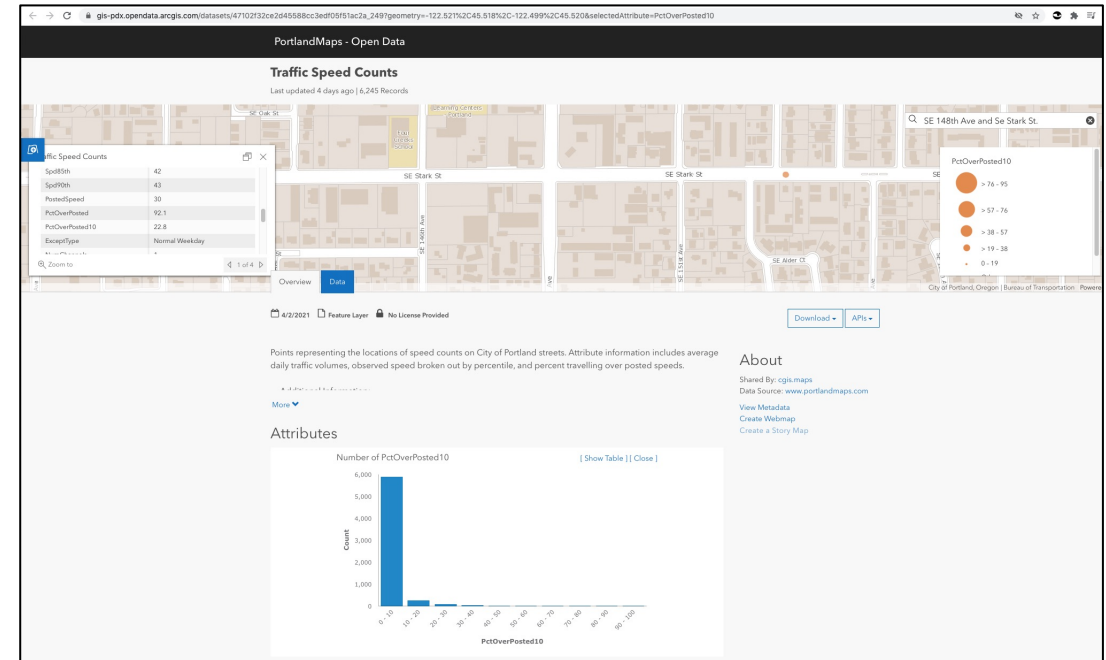 gis-pdx.opendata.arcgis.com/datasets/47102f32ce2d45588cc3edf05f51ac2a_249?geometry=-122.521%2C45.518%2C-122.499%2C45.520&selectedAttribute=PctOverPosted10
PortlandMaps - Open Data
Traffic Speed Counts
Last updated 4 days ago | 6,245 Records
SE Oak St
SE 148th Ave and Se Stark St.
affic Speed Counts
Spd85th 42
Spd90th 43
PostedSpeed 30
PctOverPosted 92.1
PctOverPosted10 22.8
ExceptType Normal Weekday
Zoom to
1 of 4
SE Stark St
SE Stark St
SE
SE 146th Ave
SE 151st Ave
SE Alder Ct
St
PctOverPosted10
> 76 - 95
> 57 - 76
> 38 - 57
> 19 - 38
0 - 19
City of Portland, Oregon | Bureau of Transportation Powere
Overview
Data
4/2/2021 Feature Layer No License Provided
Download
APIs
Points representing the locations of speed counts on City of Portland streets. Attribute information includes average
daily traffic volumes, observed speed broken out by percentile, and percent travelling over posted speeds.
More
About
Shared By: cgis.maps
Data Source: www.portlandmaps.com
View Metadata
Create Webmap
Create a Story Map
Attributes
Number of PctOverPosted10
[ Show Table ] [ Close ]
6,000
5,000
4,000
3,000
2,000
1,000
0
Count
0 - 10
10 - 20
20 - 30
30 - 40
40 - 50
50 - 60
60 - 70
70 - 80
80 - 90
90 - 100
PctOverPosted10